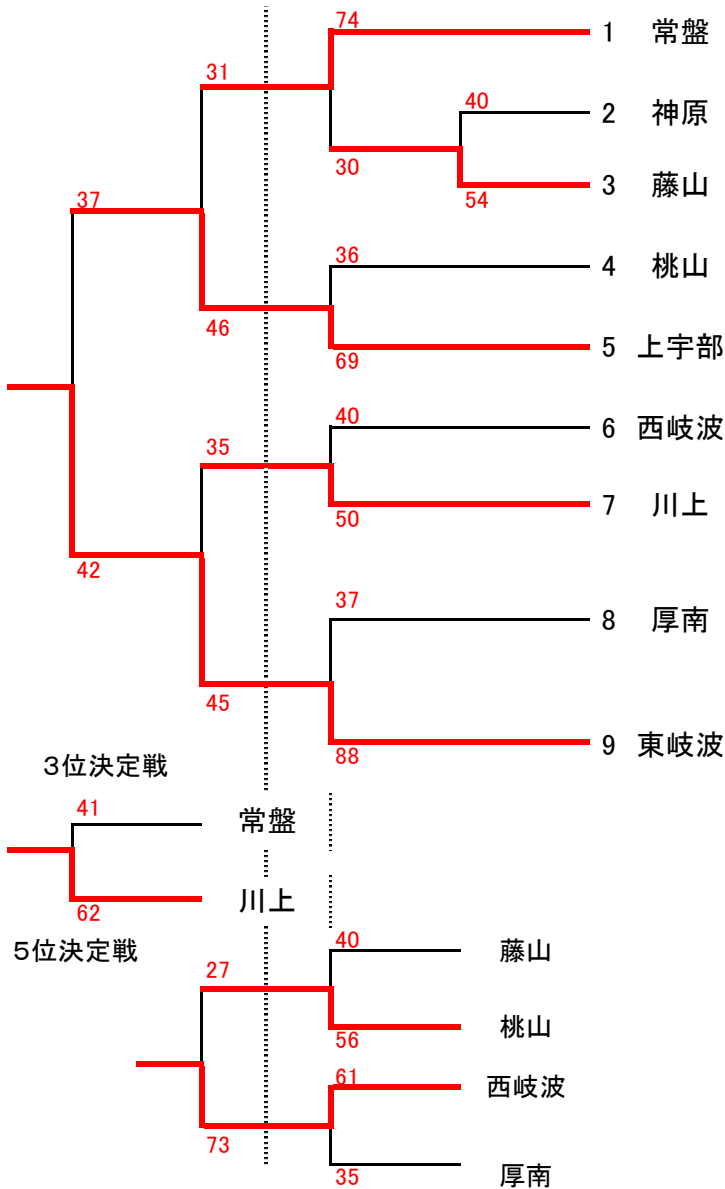 74
1 常盤
31
40
2 神原
30
3 藤山
54
37
36
4 桃山
46
69
5 上宇部
40
6 西岐波
35
50
7 川上
42
37
8 厚南
45
88
9 東岐波
3位決定戦
41
常盤
62
川上
5位決定戦
40
藤山
27
桃山
56
61
西岐波
73
35
厚南